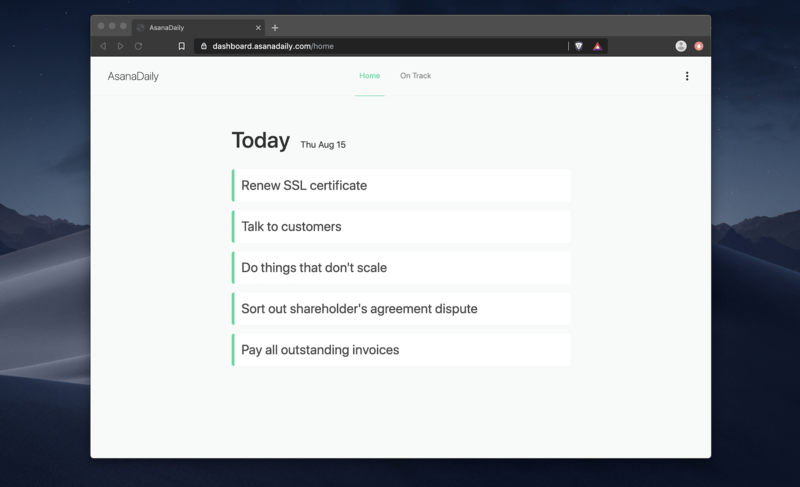 AsanaDaily
dashboard.asanadaily.com/home
AsanaDaily
Home
On Track
Today Thu Aug 15
Renew SSL certificate
Talk to customers
Do things that don't scale
Sort out shareholder's agreement dispute
Pay all outstanding invoices